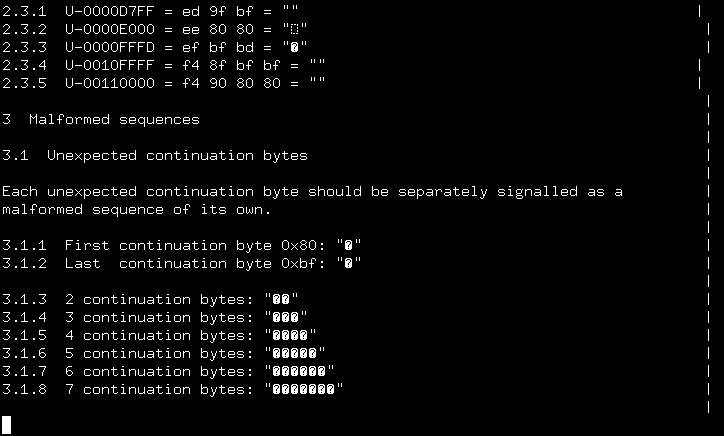 2.3.1  U-0000D7FF = ed 9f bf = ""                                              |
2.3.2  U-0000E000 = ee 80 80 = ""                                              |
2.3.3  U-0000FFFD = ef bf bd = "�"                                              |
2.3.4  U-0010FFFF = f4 8f bf bf = ""                                           |
2.3.5  U-00110000 = f4 90 80 80 = ""                                           |
|
3  Malformed sequences                                                         |
|
3.1  Unexpected continuation bytes                                             |
|
Each unexpected continuation byte should be separately signalled as a          |
malformed sequence of its own.                                                 |
|
3.1.1  First continuation byte 0x80: "�"                                       |
3.1.2  Last  continuation byte 0xbf: "�"                                       |
|
3.1.3  2 continuation bytes: "��"                                              |
3.1.4  3 continuation bytes: "���"                                             |
3.1.5  4 continuation bytes: "����"                                            |
3.1.6  5 continuation bytes: "�����"                                           |
3.1.7  6 continuation bytes: "������"                                          |
3.1.8  7 continuation bytes: "�������"                                         |
|